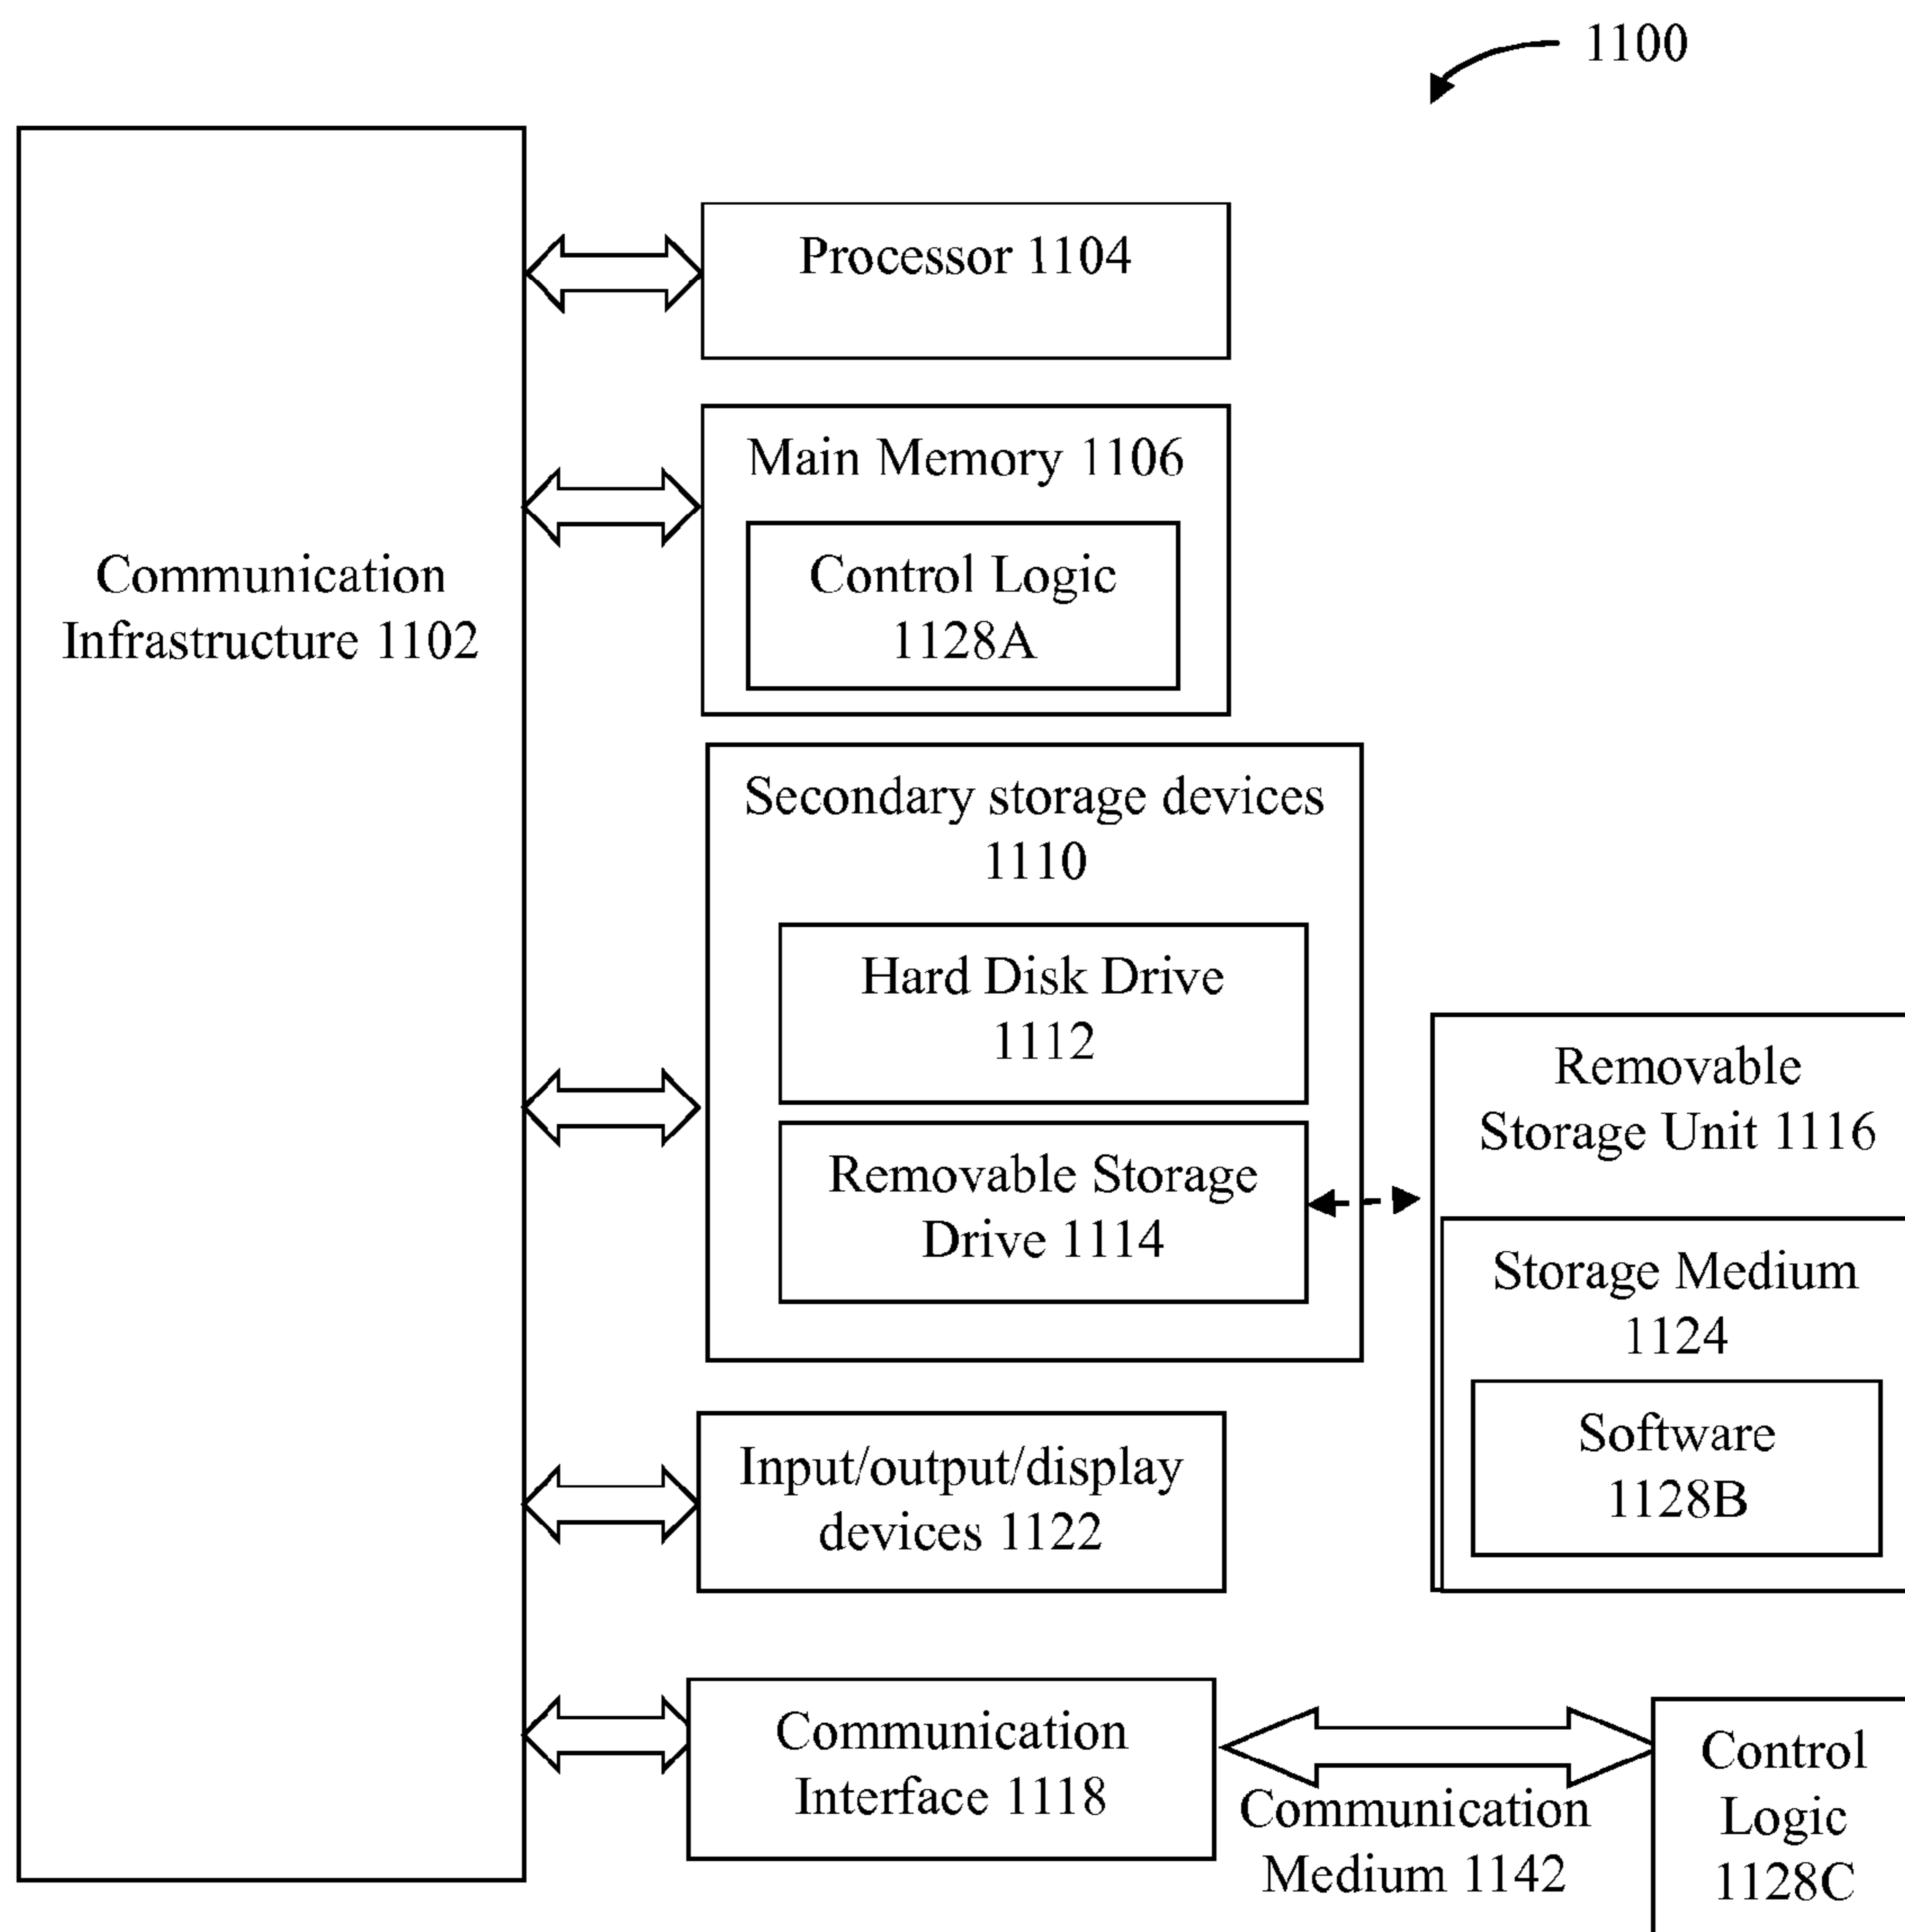 1100
Communication
Infrastructure 1102
Processor 1104
Main Memory 1106
Control Logic
1128A
Secondary storage devices
1110
Hard Disk Drive
1112
Removable Storage
Drive 1114
Removable
Storage Unit 1116
Storage Medium
1124
Software
1128B
Input/output/display
devices 1122
Communication
Interface 1118
Communication
Medium 1142
Control
Logic
1128C